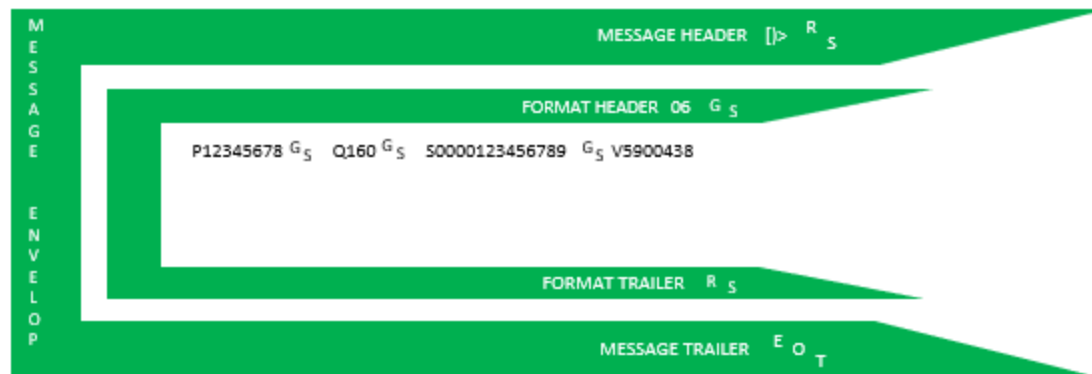 MESSAGE ENVELOP
MESSAGE HEADER [)> RS
FORMAT HEADER 06 GS
P12345678 GS Q160 GS S0000123456789 GS V5900438
FORMAT TRAILER RS
MESSAGE TRAILER EOT